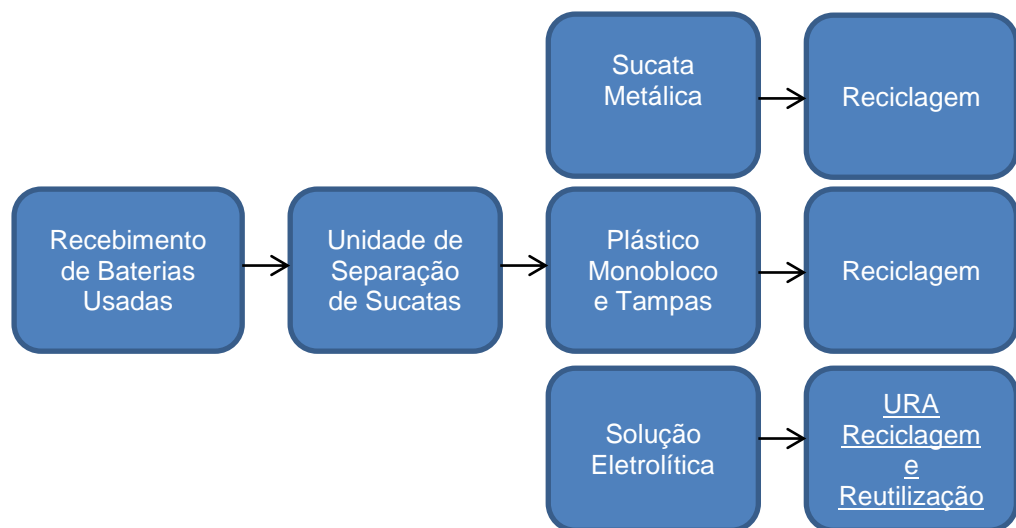 Sucata
Metálica
Reciclagem
Recebimento
de Baterias
Usadas
Unidade de
Separação
de Sucatas
Plástico
Monobloco
e Tampas
Reciclagem
Solução
Eletrolítica
URA
Reciclagem
e
Reutilização